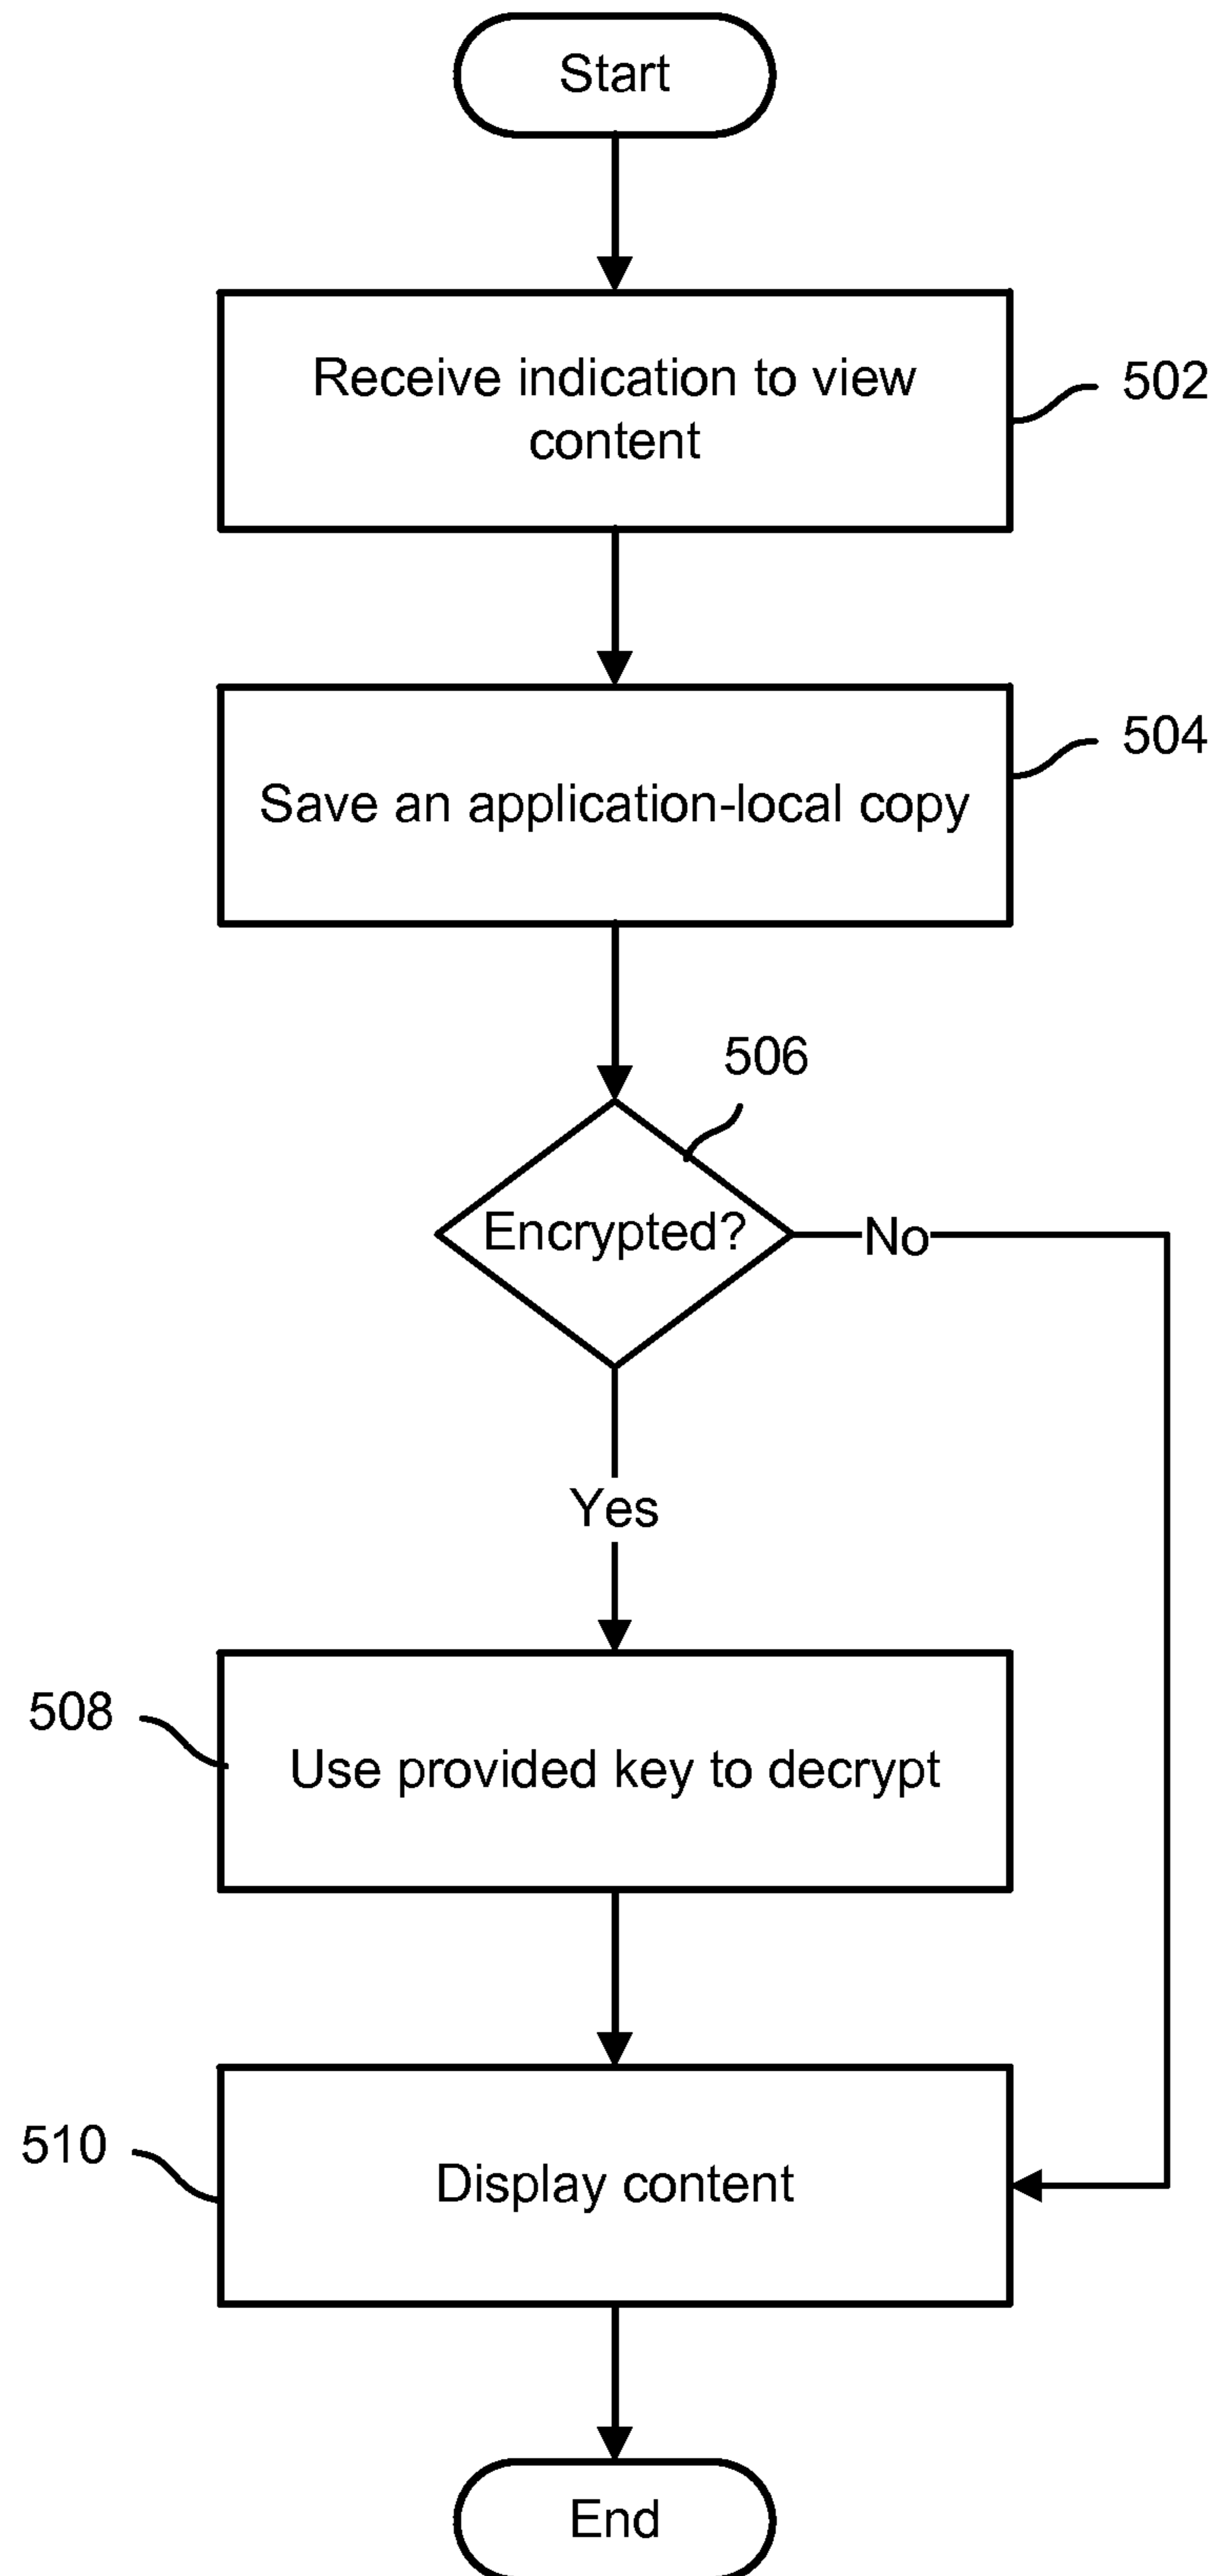 Start
Receive indication to view
content
502
Save an application-local copy
504
506
Encrypted?
No
Yes
508
Use provided key to decrypt
510
Display content
End